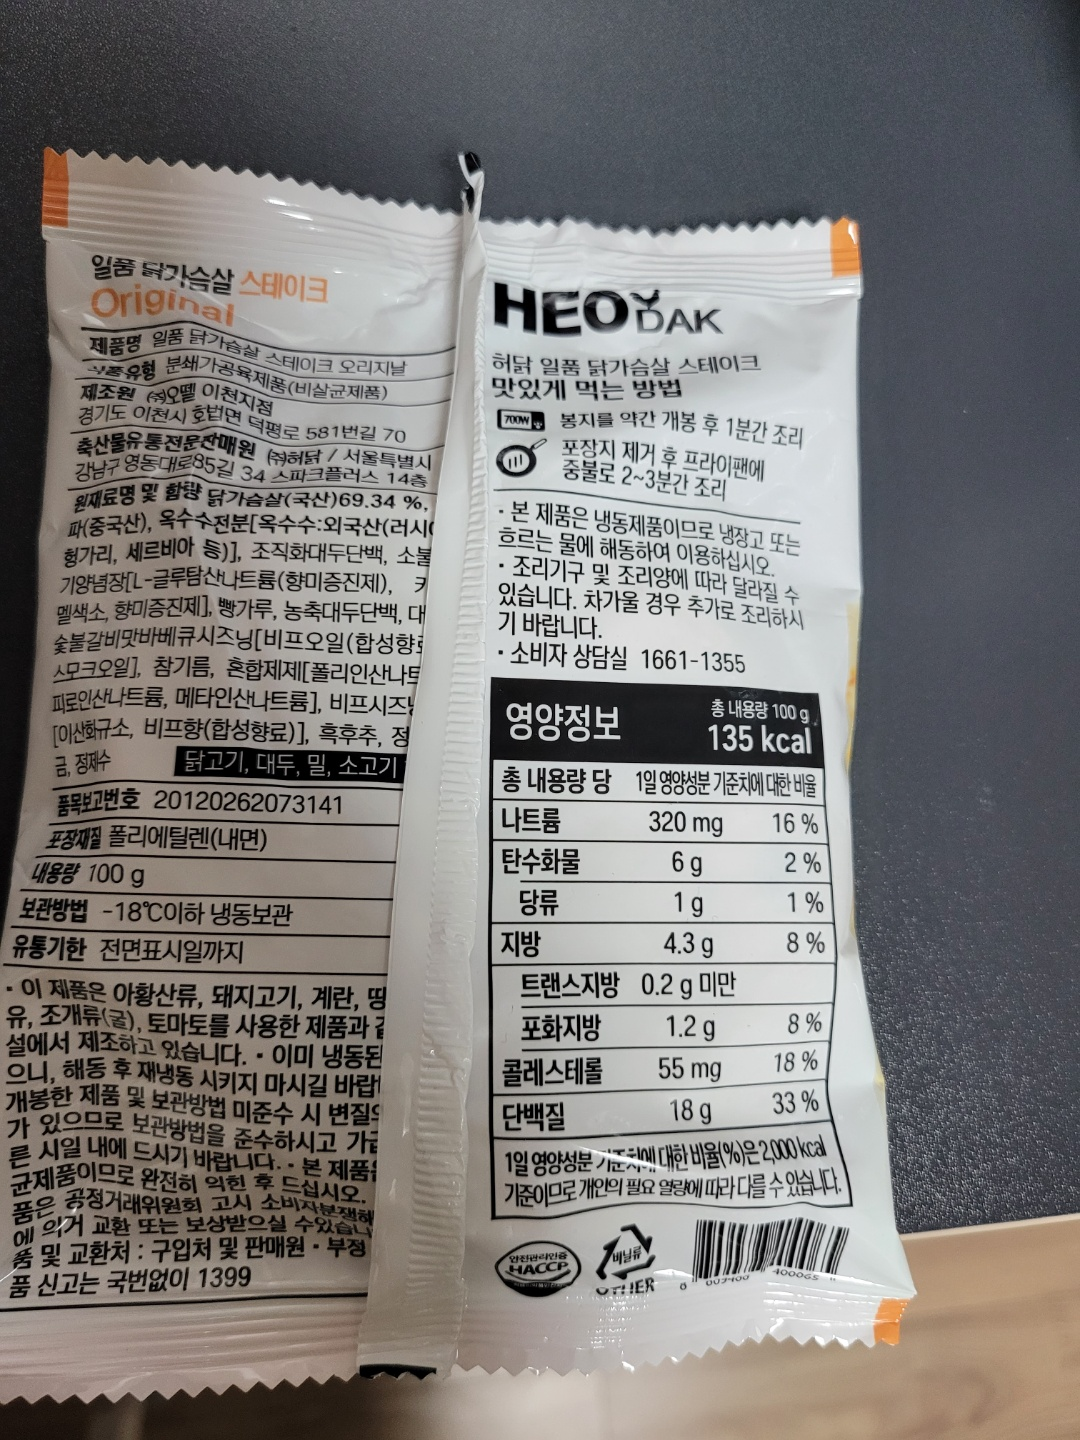 일품 닭가슴살 스테이크
Original
제품명 일품 닭가슴살 스테이크 오리지날
식품유형 분쇄가공육제품(비살균제품)
제조원 ㈜오뗄 이천지점
경기도 이천시 호법면 덕평로 581번길 70
축산물유통전문판매원 ㈜허닭 / 서울특별시
강남구 영동대로85길 34 스파크플러스 14층
원재료명 및 함량 닭가슴살(국산)69.34 %,
파(중국산), 옥수수전분[옥수수:외국산(러시아
헝가리, 세르비아 등)], 조직화대두단백, 소불
기양념장[L-글루탐산나트륨(향미증진제), 카
멜색소, 향미증진제], 빵가루, 농축대두단백, 대
숯불갈비맛바베큐시즈닝[비프오일(합성향료
스모크오일], 참기름, 혼합제제[폴리인산나트
피로인산나트륨, 메타인산나트륨], 비프시즈닝
[이산화규소, 비프향(합성향료)], 흑후추, 정
금, 정제수 닭고기, 대두, 밀, 소고기
품목보고번호 20120262073141
포장재질 폴리에틸렌(내면)
내용량 100 g
보관방법 -18℃이하 냉동보관
유통기한 전면표시일까지
• 이 제품은 아황산류, 돼지고기, 계란, 땅
유, 조개류(굴), 토마토를 사용한 제품과 같
설에서 제조하고 있습니다. • 이미 냉동된
으니, 해동 후 재냉동 시키지 마시길 바랍
개봉한 제품 및 보관방법 미준수 시 변질의
가 있으므로 보관방법을 준수하시고 가급
른 시일 내에 드시기 바랍니다. • 본 제품은
균제품이므로 완전히 익힌 후 드십시오.
품은 공정거래위원회 고시 소비자분쟁해
에 의거 교환 또는 보상받으실 수있습니
품 및 교환처 : 구입처 및 판매원 • 부정
품 신고는 국번없이 1399
HEODAK
허닭 일품 닭가슴살 스테이크
맛있게 먹는 방법
700W 봉지를 약간 개봉 후 1분간 조리
포장지 제거 후 프라이팬에
중불로 2~3분간 조리
• 본 제품은 냉동제품이므로 냉장고 또는
흐르는 물에 해동하여 이용하십시오.
• 조리기구 및 조리양에 따라 달라질 수
있습니다. 차가울 경우 추가로 조리하시
기 바랍니다.
• 소비자 상담실 1661-1355
영양정보 총 내용량 100 g
135 kcal
총 내용량 당 1일 영양성분 기준치에 대한 비율
나트륨 320 mg 16 %
탄수화물 6 g 2 %
당류 1 g 1 %
지방 4.3 g 8 %
트랜스지방 0.2 g 미만
포화지방 1.2 g 8 %
콜레스테롤 55 mg 18 %
단백질 18 g 33 %
1일 영양성분 기준치에 대한 비율(%)은 2,000 kcal
기준이므로 개인의 필요 열량에 따라 다를 수 있습니다.
안전관리인증
HACCP
비닐류
OTHER
400065